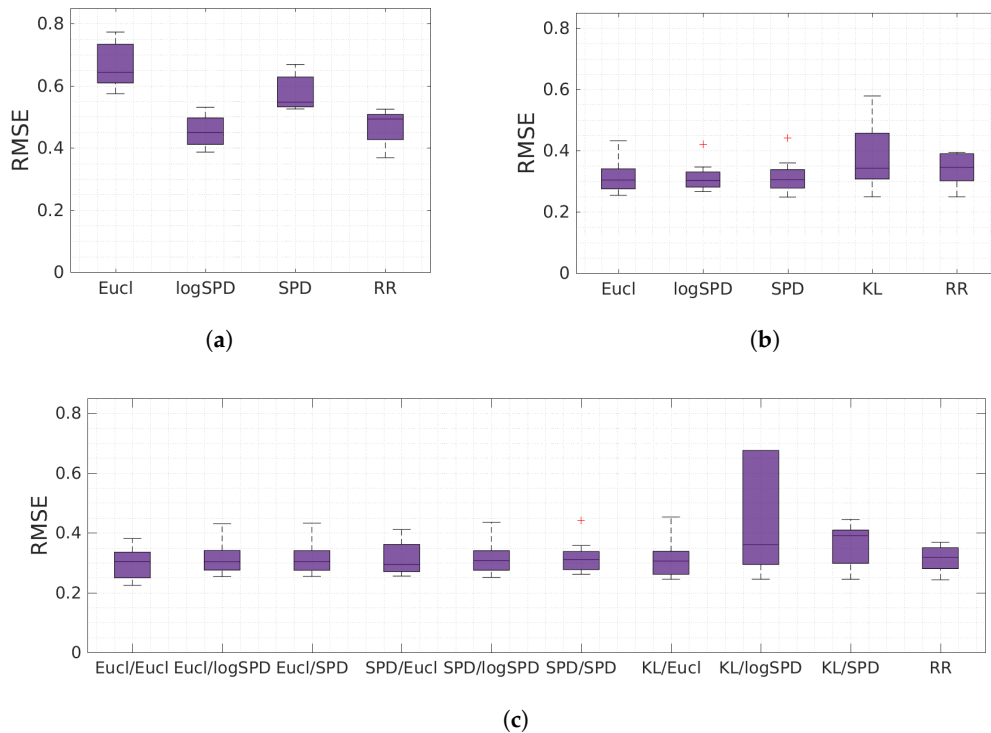 0.8
0.6
0.4
0.2
0
RMSE
Eucl logSPD SPD RR
(a)
0.8
0.6
0.4
0.2
0
RMSE
Eucl logSPD SPD KL RR
(b)
0.8
0.6
0.4
0.2
0
RMSE
Eucl/Eucl Eucl/logSPD Eucl/SPD SPD/Eucl SPD/logSPD SPD/SPD KL/Eucl KL/logSPD KL/SPD RR
(c)